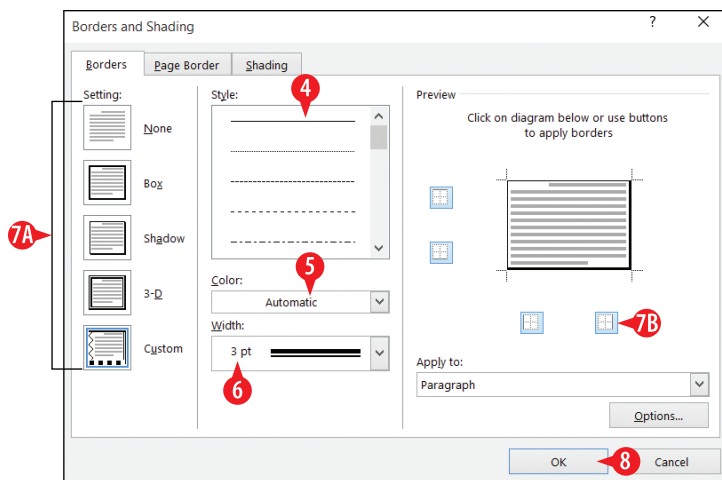 Borders and Shading
? ×
Borders
Page Border
Shading
Setting:
None
Box
Shadow
3-D
Custom
7A
Style:
4
Color:
5
Automatic
Width:
3 pt
6
Preview
Click on diagram below or use buttons
to apply borders
7B
Apply to:
Paragraph
Options...
OK
8
Cancel